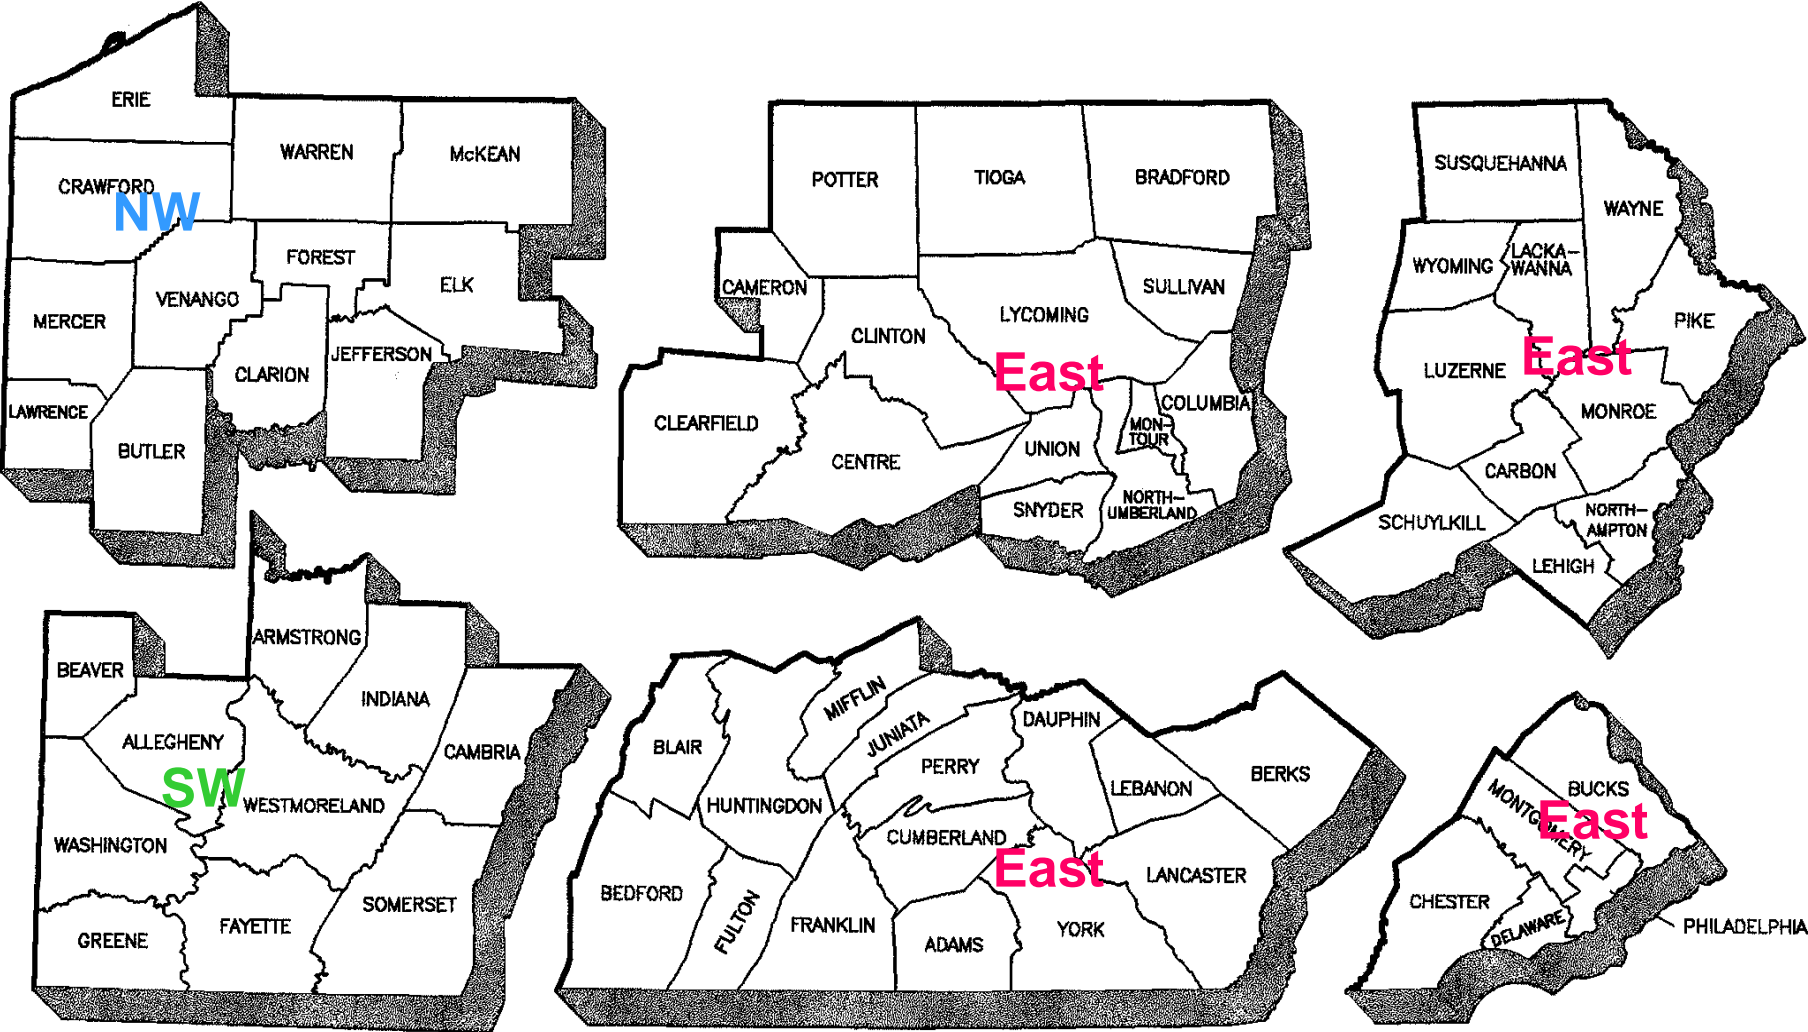 ERIE
WARREN
McKEAN
CRAWFORD
NW
FOREST
ELK
VENANGO
MERCER
JEFFERSON
CLARION
LAWRENCE
BUTLER
POTTER
TIOGA
BRADFORD
CAMERON
SULLIVAN
LYCOMING
CLINTON
East
COLUMBIA
CLEARFIELD
MON-
TOUR
UNION
CENTRE
NORTH-
UMBERLAND
SNYDER
SUSQUEHANNA
WAYNE
LACKA-
WANNA
WYOMING
PIKE
East
LUZERNE
MONROE
CARBON
NORTH-
AMPTON
SCHUYLKILL
LEHIGH
ARMSTRONG
BEAVER
INDIANA
ALLEGHENY
CAMBRIA
SW
WESTMORELAND
WASHINGTON
SOMERSET
FAYETTE
GREENE
MIFFLIN
DAUPHIN
JUNIATA
BLAIR
PERRY
BERKS
LEBANON
HUNTINGDON
CUMBERLAND
East
LANCASTER
BEDFORD
FULTON
FRANKLIN
YORK
ADAMS
BUCKS
MONTGOMERY
East
CHESTER
DELAWARE
PHILADELPHIA